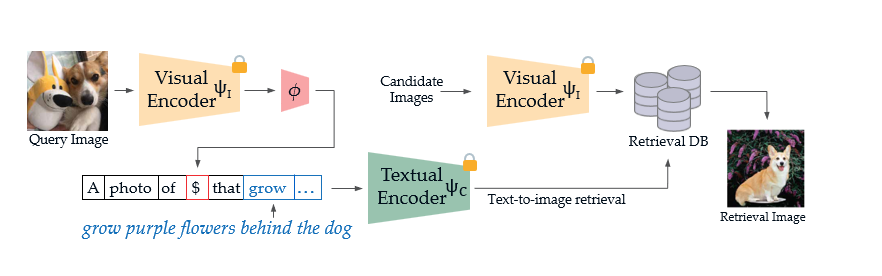 Visual
Encoder ψI
ϕ
Query Image
Candidate
Images
Visual
Encoder ψI
Retrieval DB
Retrieval Image
A photo of $ that grow ...
Textual
Encoder ψC
Text-to-image retrieval
grow purple flowers behind the dog